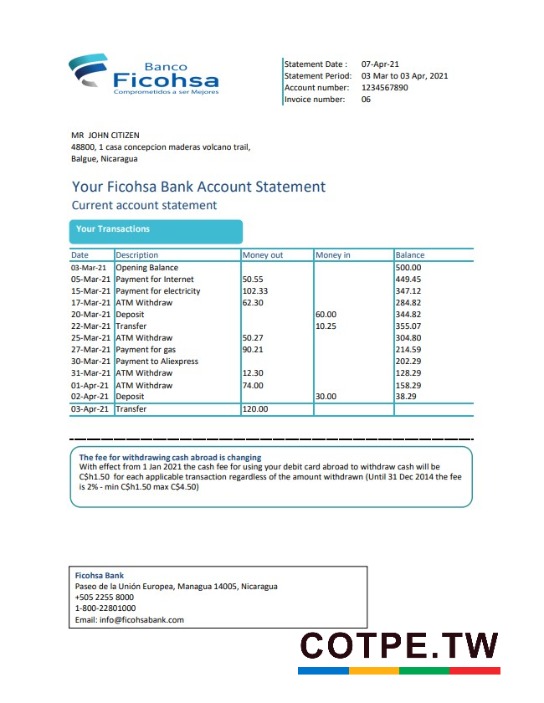 Banco
Ficohsa
Comprometidos a ser Mejores
Statement Date : 07-Apr-21
Statement Period: 03 Mar to 03 Apr, 2021
Account number: 1234567890
Invoice number: 06
MR JOHN CITIZEN
48800, 1 casa concepcion maderas volcano trail,
Balgue, Nicaragua
Your Ficohsa Bank Account Statement
Current account statement
Your Transactions
Date Description Money out Money in Balance
03-Mar-21 Opening Balance 500.00
05-Mar-21 Payment for Internet 50.55 449.45
15-Mar-21 Payment for electricity 102.33 347.12
17-Mar-21 ATM Withdraw 62.30 284.82
20-Mar-21 Deposit 60.00 344.82
22-Mar-21 Transfer 10.25 355.07
25-Mar-21 ATM Withdraw 50.27 304.80
27-Mar-21 Payment for gas 90.21 214.59
30-Mar-21 Payment to Aliexpress 202.29
31-Mar-21 ATM Withdraw 12.30 128.29
01-Apr-21 ATM Withdraw 74.00 158.29
02-Apr-21 Deposit 30.00 38.29
03-Apr-21 Transfer 120.00
The fee for withdrawing cash abroad is changing
With effect from 1 Jan 2021 the cash fee for using your debit card abroad to withdraw cash will be
C$h1.50 for each applicable transaction regardless of the amount withdrawn (Until 31 Dec 2014 the fee
is 2% - min C$h1.50 max C$4.50)
Ficohsa Bank
Paseo de la Unión Europea, Managua 14005, Nicaragua
+505 2255 8000
1-800-22801000
Email: info@ficohsabank.com
COTPE.TW